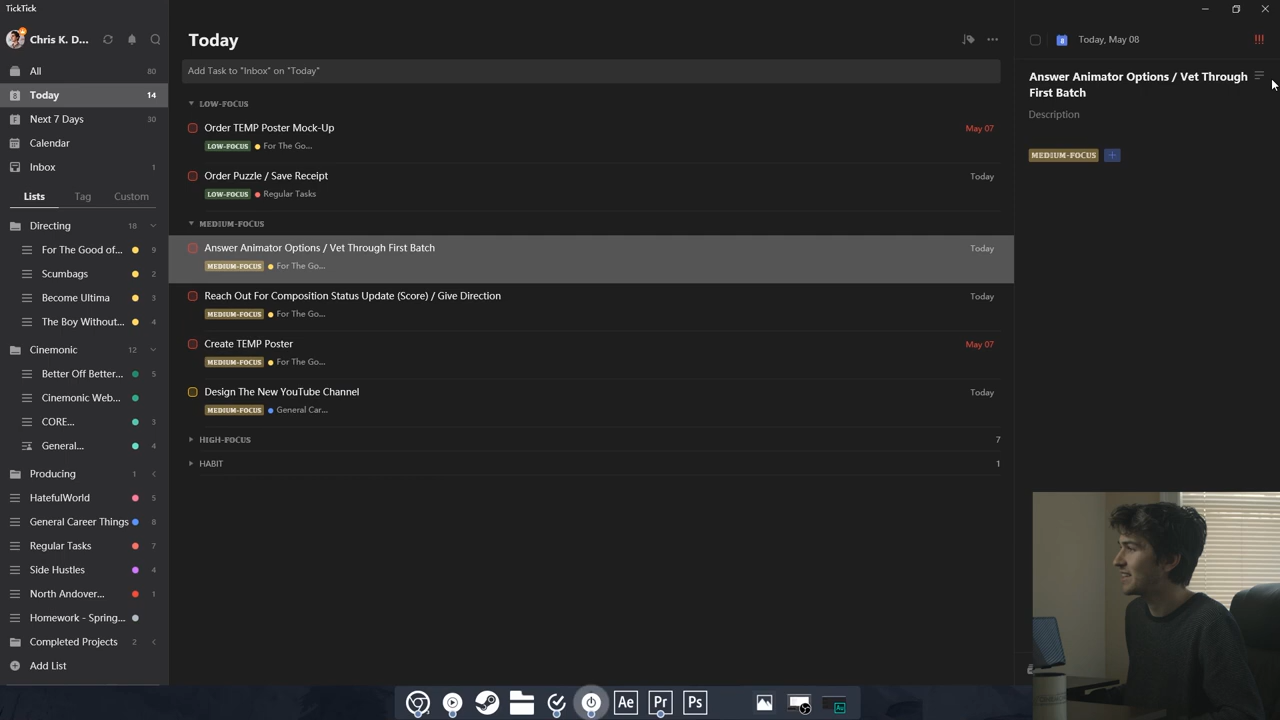 TickTick
Chris K. D...
All 80
Today 14
Next 7 Days 30
Calendar
Inbox 1
Lists Tag Custom
Directing 18
For The Good of... 9
Scumbags 2
Become Ultima 3
The Boy Without... 4
Cinemonic 12
Better Off Better... 5
Cinemonic Web...
CORE... 3
General... 4
Producing 1
HatefulWorld 5
General Career Things 8
Regular Tasks 7
Side Hustles 4
North Andover... 1
Homework - Spring...
Completed Projects 2
Add List
Today
Add Task to "Inbox" on "Today"
LOW-FOCUS
Order TEMP Poster Mock-Up May 07
LOW-FOCUS For The Go...
Order Puzzle / Save Receipt Today
LOW-FOCUS Regular Tasks
MEDIUM-FOCUS
Answer Animator Options / Vet Through First Batch Today
MEDIUM-FOCUS For The Go...
Reach Out For Composition Status Update (Score) / Give Direction Today
MEDIUM-FOCUS For The Go...
Create TEMP Poster May 07
MEDIUM-FOCUS For The Go...
Design The New YouTube Channel Today
MEDIUM-FOCUS General Car...
HIGH-FOCUS 7
HABIT 1
Today, May 08 !!!
Answer Animator Options / Vet Through
First Batch
Description
MEDIUM-FOCUS +
Ae Pr Ps